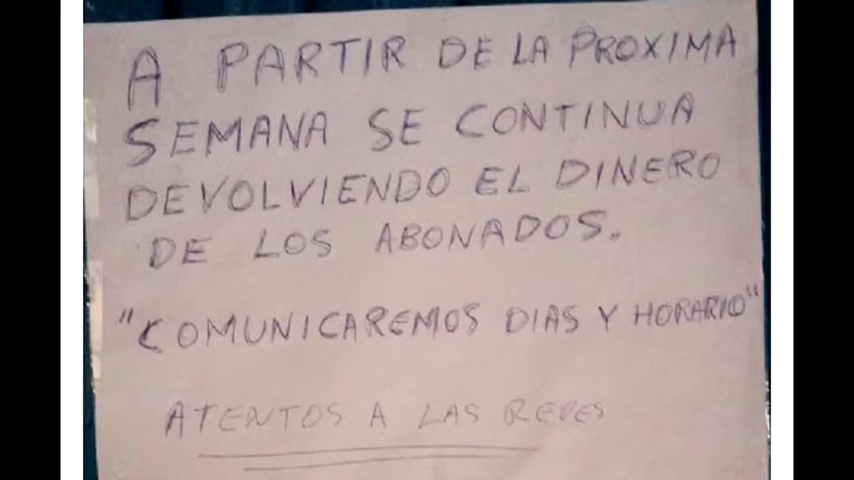 A PARTIR DE LA PROXIMA
SEMANA SE CONTINUA
DEVOLVIENDO EL DINERO
DE LOS ABONADOS.
"COMUNICAREMOS DIAS Y HORARIO"
ATENTOS A LAS REDES